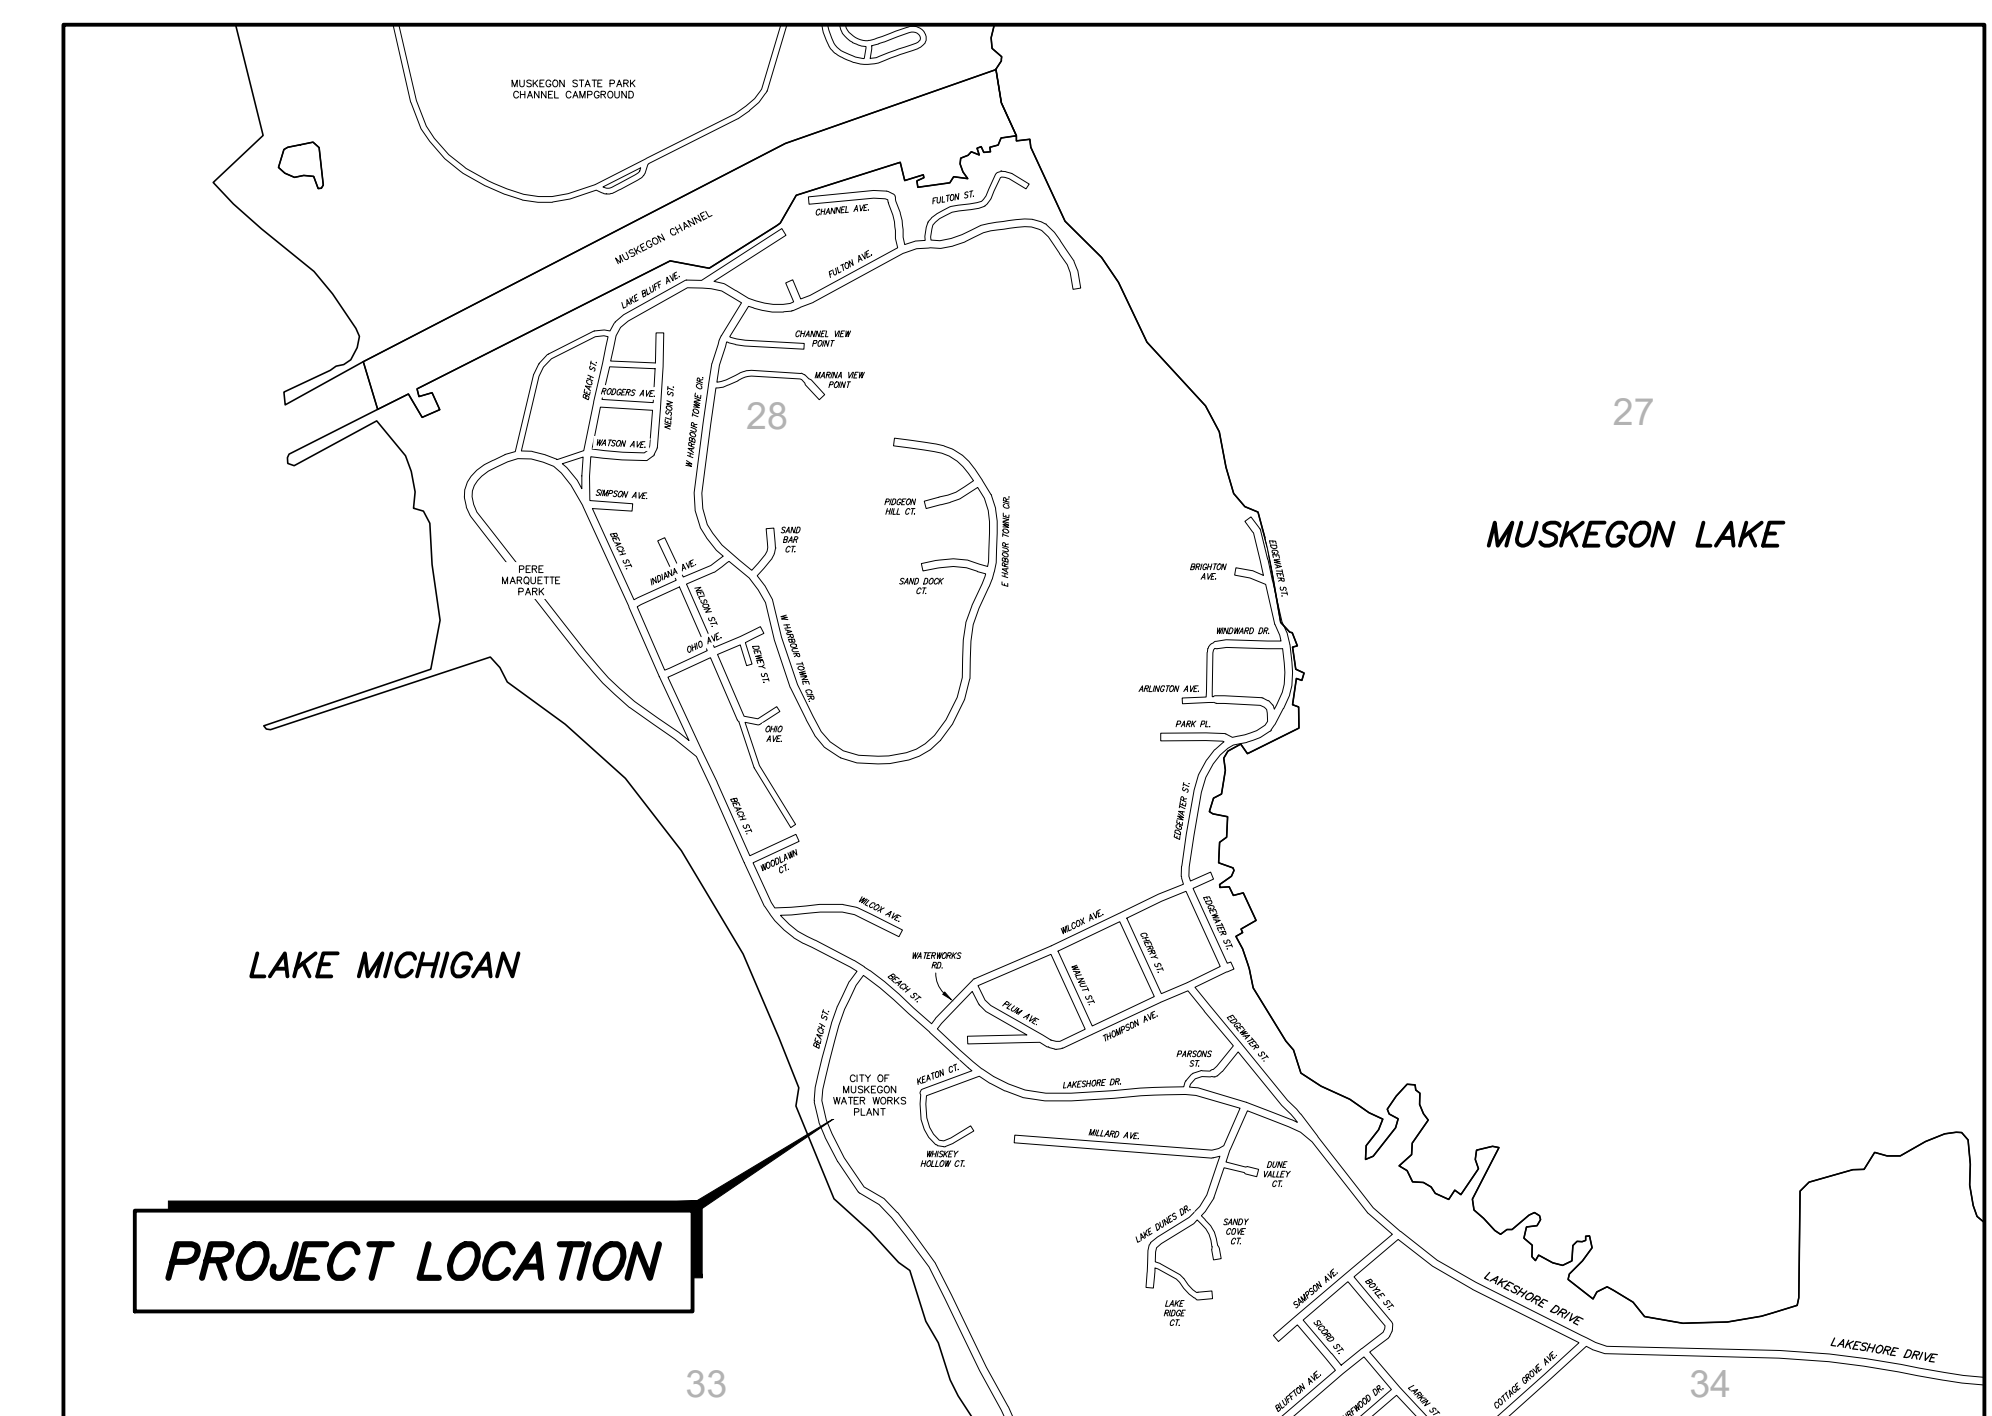 MUSKEGON STATE PARK
CHANNEL CAMPGROUND
MUSKEGON CHANNEL
CHANNEL AVE.
FULTON ST.
FULTON AVE.
LAKE BLUFF AVE.
CHANNEL VIEW
POINT
MARINA VIEW
POINT
BEACH ST.
RODGERS AVE.
NELSON ST.
W HARBOUR TOWNE CIR.
WATSON AVE.
28
27
SIMPSON AVE.
PIDGEON
HILL CT.
E HARBOUR TOWNE CIR.
SAND
BAR
CT.
SAND DOCK
CT.
MUSKEGON LAKE
BEACH ST.
INDIANA AVE.
NELSON ST.
PERE
MARQUETTE
PARK
EDGEWATER ST.
BRIGHTON
AVE.
WINDWARD DR.
OHIO AVE.
DEWEY ST.
W HARBOUR TOWNE CIR.
ARLINGTON AVE.
PARK PL.
OHIO
AVE.
EDGEWATER ST.
BEACH ST.
WOODLAWN
CT.
WILCOX AVE.
WILCOX AVE.
EDGEWATER ST.
CHERRY ST.
WALNUT ST.
WATERWORKS
RD.
LAKE MICHIGAN
BEACH ST.
PLUM AVE.
THOMPSON AVE.
EDGEWATER ST.
BEACH ST.
PARSONS
ST.
KEATON CT.
LAKESHORE DR.
CITY OF
MUSKEGON
WATER WORKS
PLANT
MILLARD AVE.
WHISKEY
HOLLOW CT.
DUNE
VALLEY
CT.
LAKE DUNES DR.
SANDY
COVE
CT.
PROJECT LOCATION
LAKE
RIDGE
CT.
SAMPSON AVE.
BOYLE ST.
LAKESHORE DRIVE
SICORD ST.
LAKESHORE DRIVE
COTTAGE GROVE AVE.
BLUFFTON AVE.
RFWOOD DR.
LARKIN ST
33
34